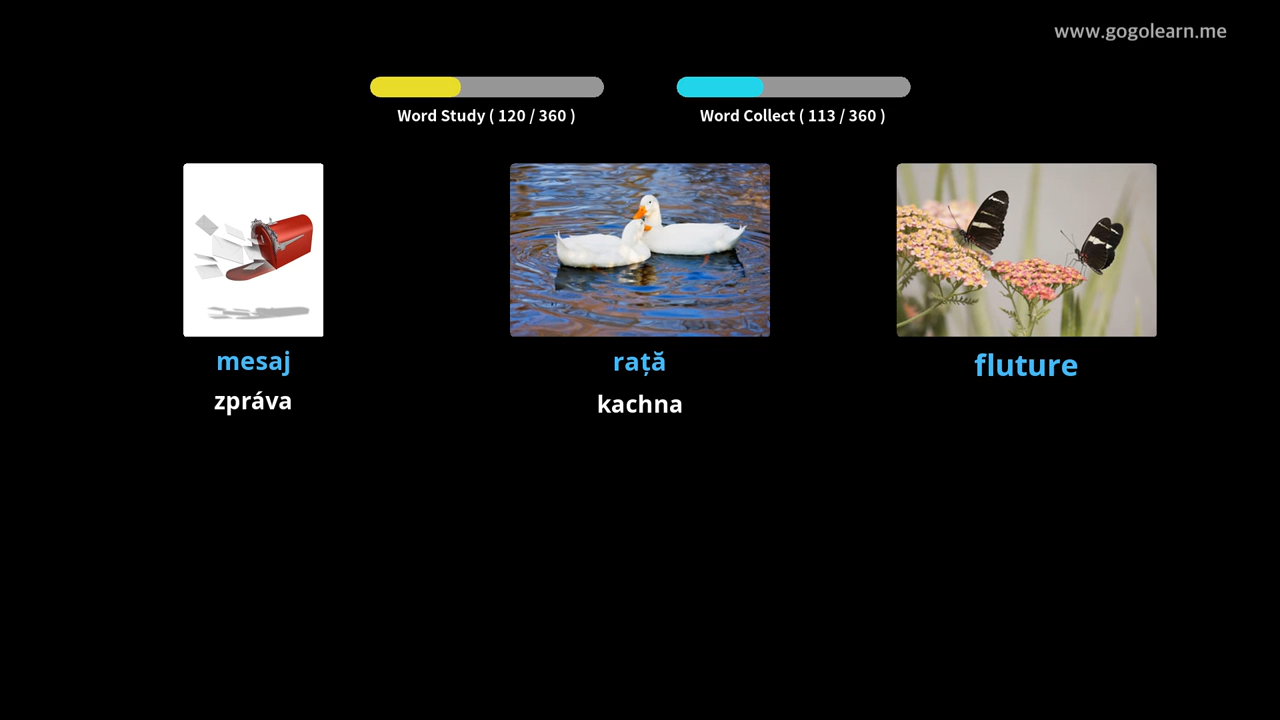 www.gogolearn.me
Word Study ( 120 / 360 )
Word Collect ( 113 / 360 )
mesaj
zpráva
rață
kachna
fluture